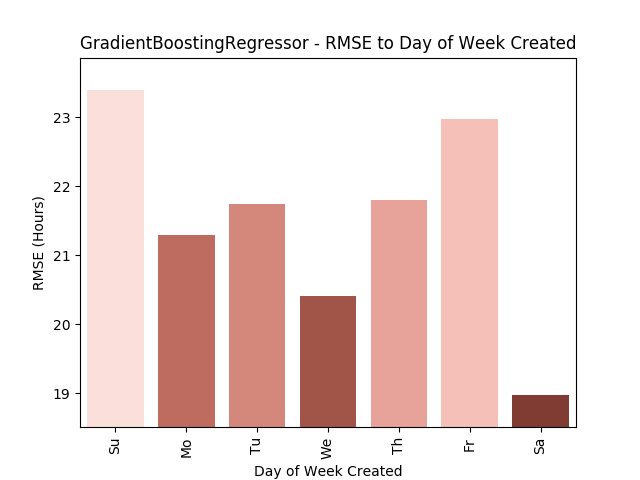 GradientBoostingRegressor - RMSE to Day of Week Created
RMSE (Hours)
23
22
21
20
19
Su
Mo
Tu
We
Th
Fr
Sa
Day of Week Created